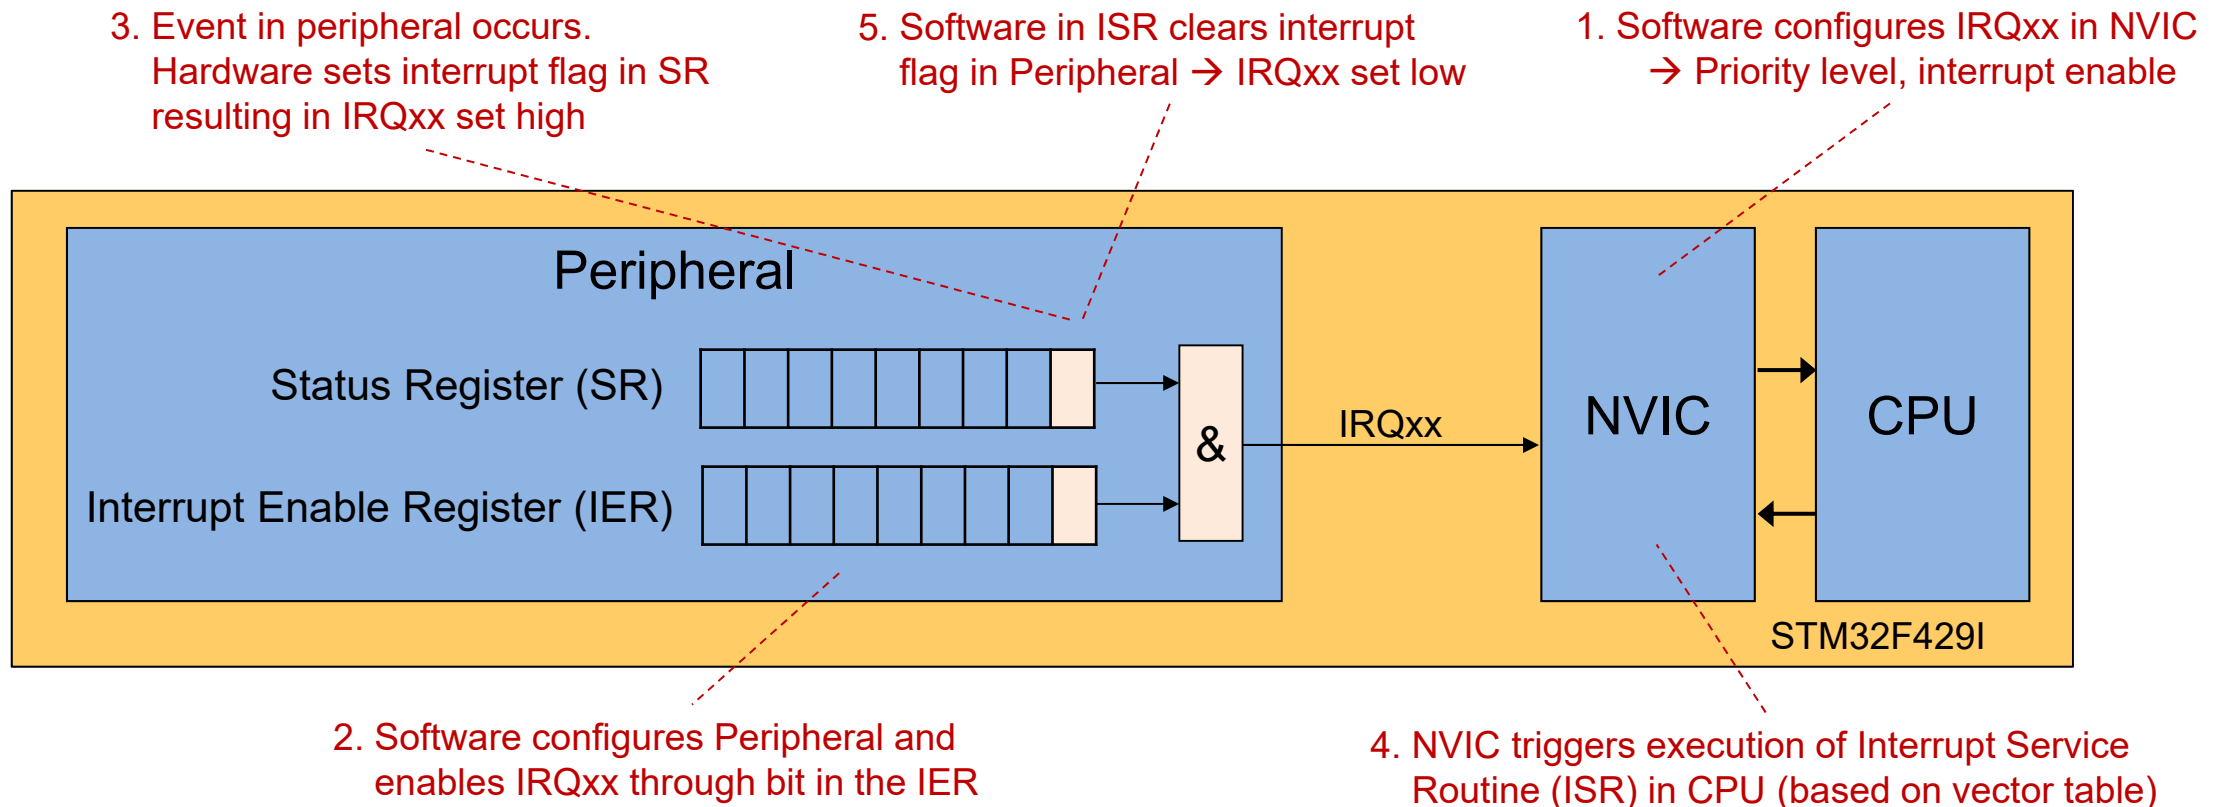 3. Event in peripheral occurs.
Hardware sets interrupt flag in SR
resulting in IRQxx set high
5. Software in ISR clears interrupt
flag in Peripheral → IRQxx set low
1. Software configures IRQxx in NVIC
→ Priority level, interrupt enable
Peripheral
Status Register (SR)
Interrupt Enable Register (IER)
&
IRQxx
NVIC
CPU
STM32F429I
2. Software configures Peripheral and
enables IRQxx through bit in the IER
4. NVIC triggers execution of Interrupt Service
Routine (ISR) in CPU (based on vector table)